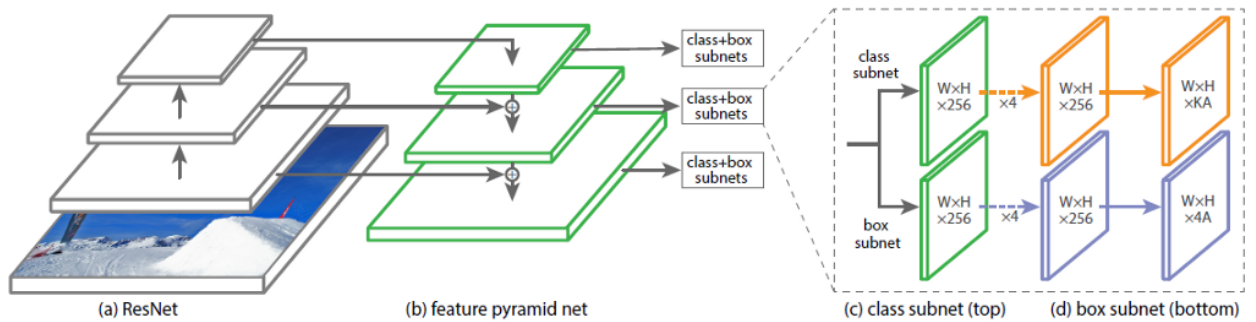 class+box
subnets
class+box
subnets
class+box
subnets
class
subnet
W×H
×256
×4
W×H
×256
W×H
×KA
W×H
×256
×4
W×H
×256
W×H
×4A
box
subnet
(a) ResNet
(b) feature pyramid net
(c) class subnet (top)
(d) box subnet (bottom)